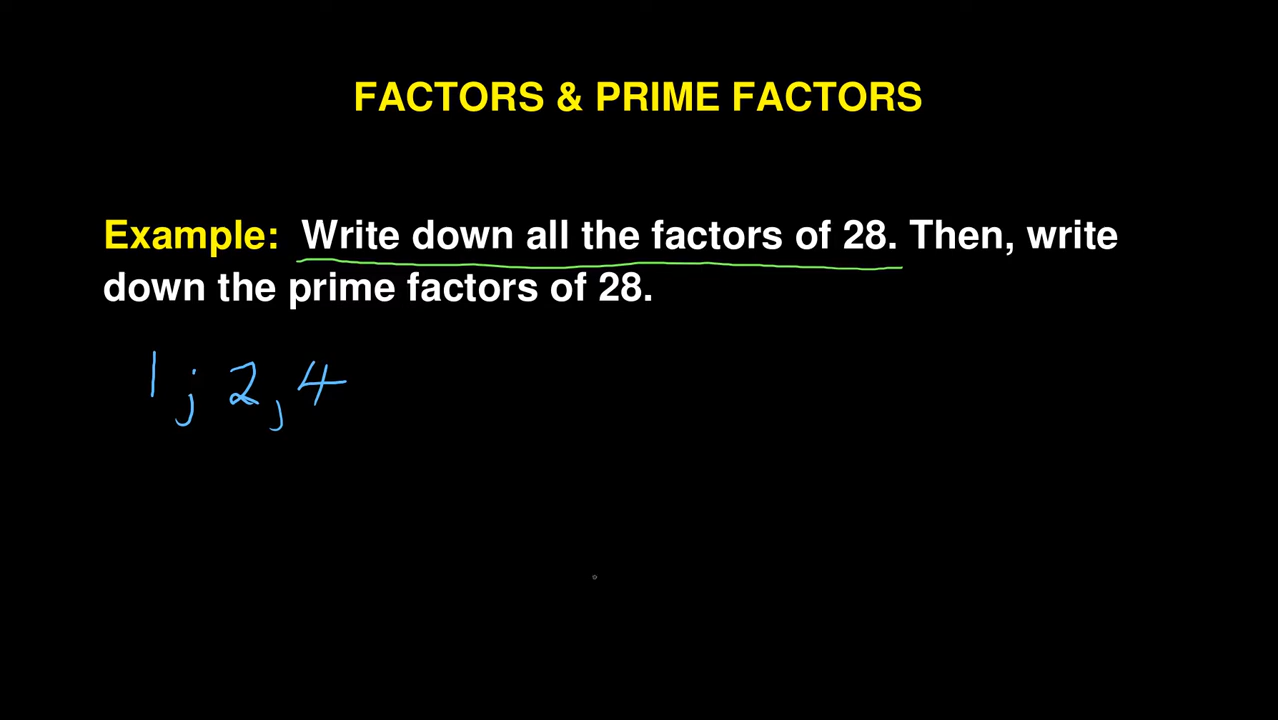 FACTORS & PRIME FACTORS
Example: Write down all the factors of 28. Then, write
down the prime factors of 28.
1; 2, 4